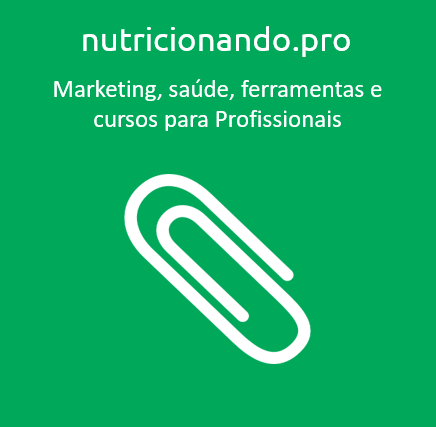 nutricionando.pro
Marketing, saúde, ferramentas e
cursos para Profissionais